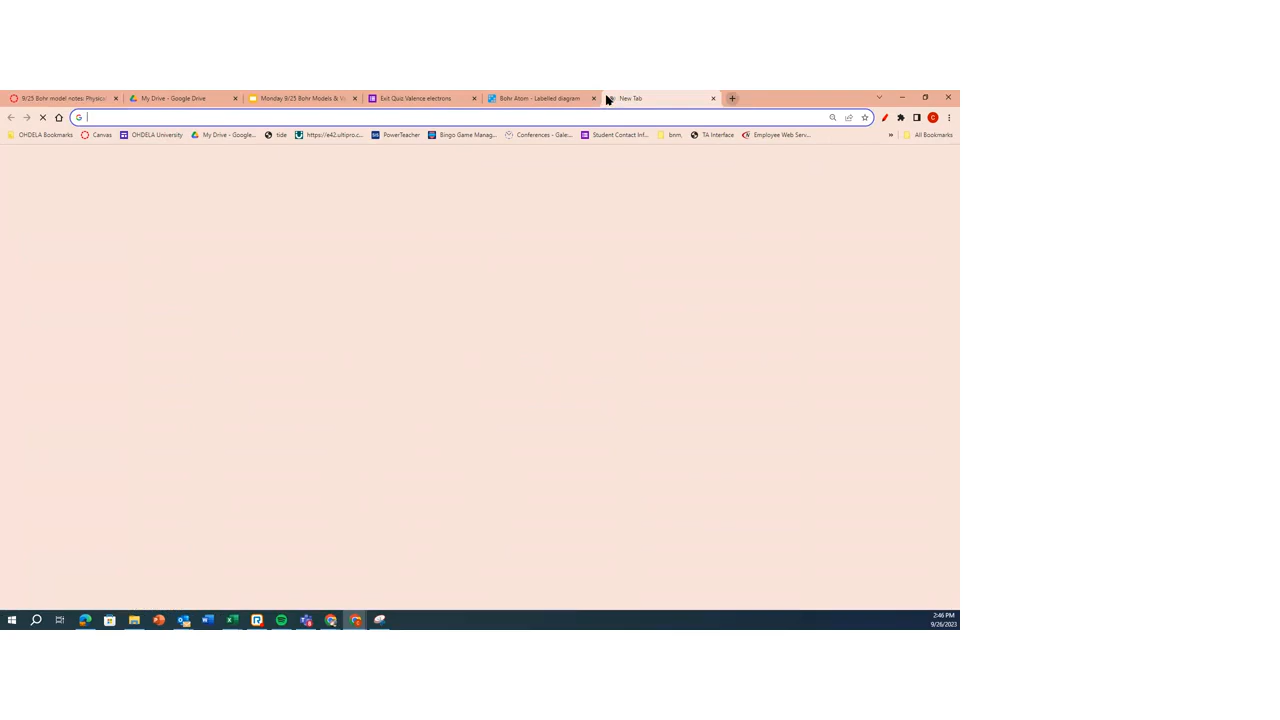 9/25 Bohr model notes: Physica
My Drive - Google Drive
Monday 9/25 Bohr Models & V
Exit Quiz Valence electrons
Bohr Atom - Labelled diagram
New Tab
OHDELA Bookmarks
Canvas
OHDELA University
My Drive - Google...
tide
https://e42.ultipro.c...
PowerTeacher
Bingo Game Manag...
Conferences - Gale...
Student Contact Inf...
bnm.
TA Interface
Employee Web Serv...
»
All Bookmarks
2:46 PM
9/26/2023